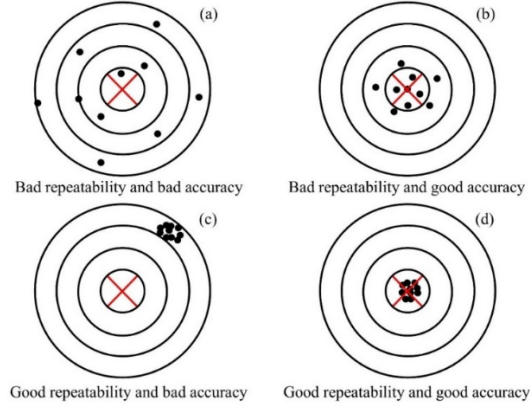 (a)
(b)
Bad repeatability and bad accuracy
Bad repeatability and good accuracy
(c)
(d)
Good repeatability and bad accuracy
Good repeatability and good accuracy